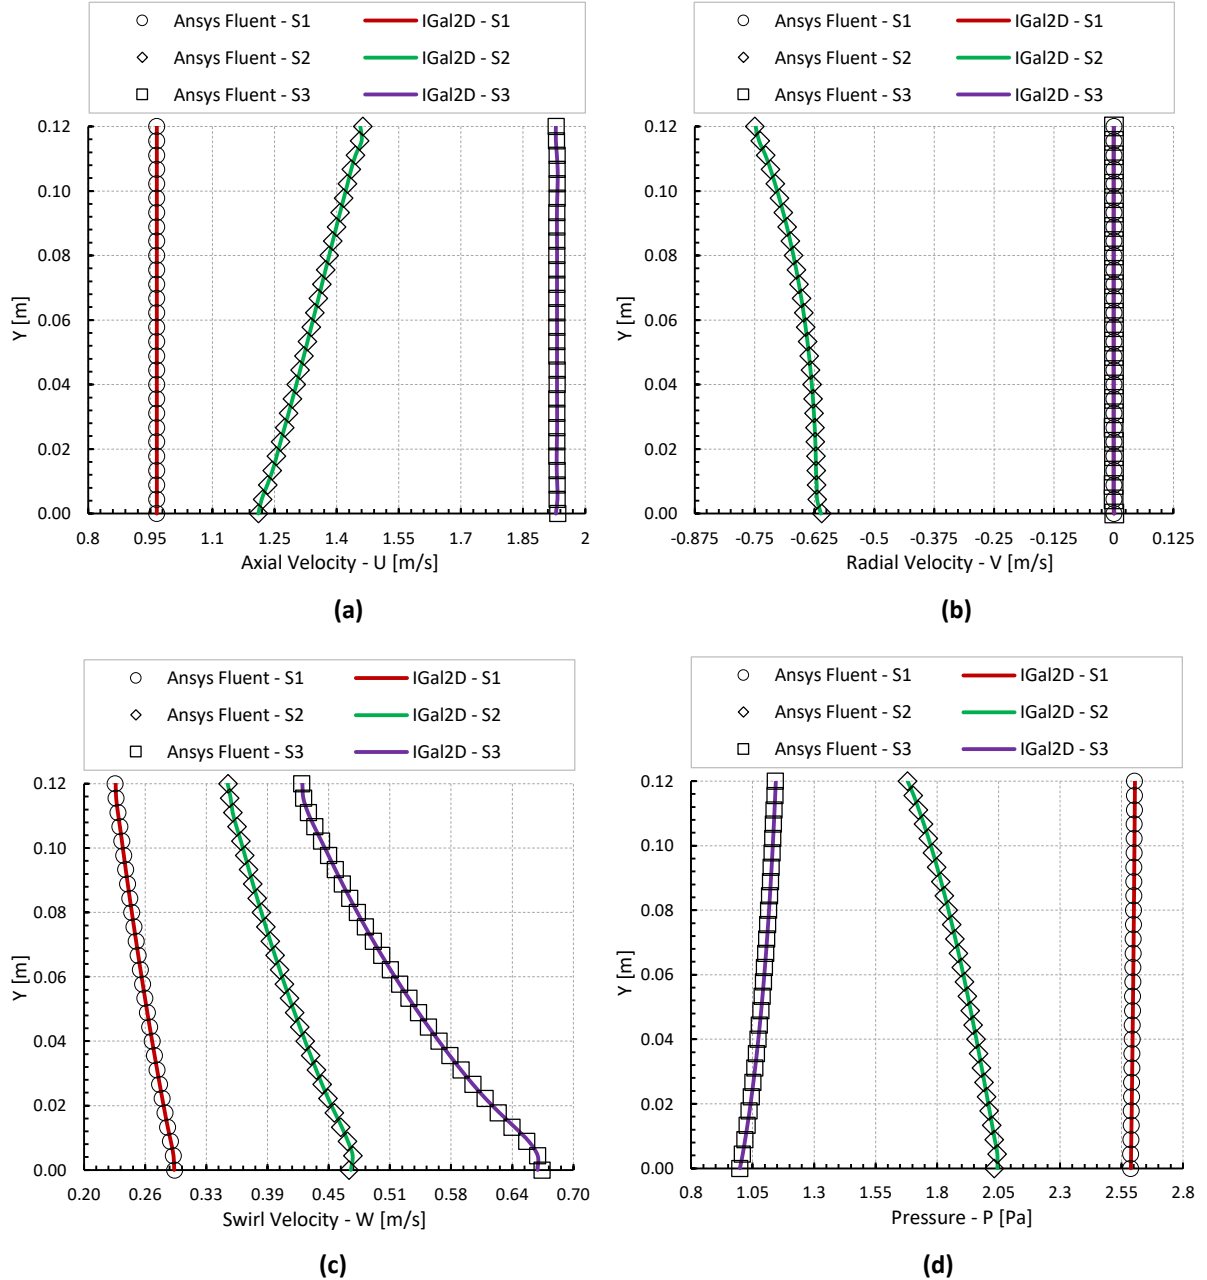 Ansys Fluent - S1 IGal2D - S1
Ansys Fluent - S2 IGal2D - S2
Ansys Fluent - S3 IGal2D - S3
0.12
0.10
0.08
0.06
0.04
0.02
0.00
Y [m]
0.8 0.95 1.1 1.25 1.4 1.55 1.7 1.85 2
Axial Velocity - U [m/s]
(a)
Ansys Fluent - S1 IGal2D - S1
Ansys Fluent - S2 IGal2D - S2
Ansys Fluent - S3 IGal2D - S3
0.12
0.10
0.08
0.06
0.04
0.02
0.00
Y [m]
-0.875 -0.75 -0.625 -0.5 -0.375 -0.25 -0.125 0 0.125
Radial Velocity - V [m/s]
(b)
Ansys Fluent - S1 IGal2D - S1
Ansys Fluent - S2 IGal2D - S2
Ansys Fluent - S3 IGal2D - S3
0.12
0.10
0.08
0.06
0.04
0.02
0.00
Y [m]
0.20 0.26 0.33 0.39 0.45 0.51 0.58 0.64 0.70
Swirl Velocity - W [m/s]
(c)
Ansys Fluent - S1 IGal2D - S1
Ansys Fluent - S2 IGal2D - S2
Ansys Fluent - S3 IGal2D - S3
0.12
0.10
0.08
0.06
0.04
0.02
0.00
Y [m]
0.8 1.05 1.3 1.55 1.8 2.05 2.3 2.55 2.8
Pressure - P [Pa]
(d)